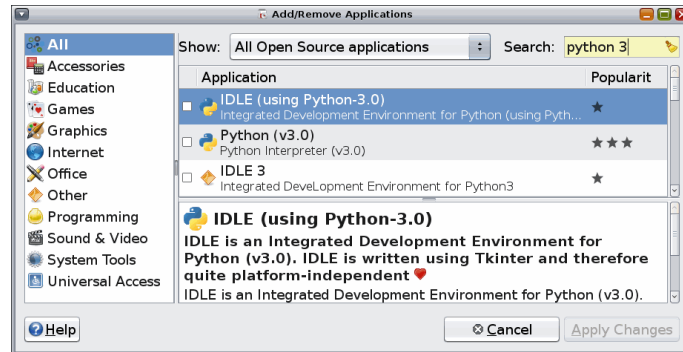 Add/Remove Applications
All
Accessories
Education
Games
Graphics
Internet
Office
Other
Programming
Sound & Video
System Tools
Universal Access
Show: All Open Source applications Search: python 3
Application Popularit
IDLE (using Python-3.0)
Integrated Development Environment for Python (using Pyth...
Python (v3.0)
Python Interpreter (v3.0)
IDLE 3
Integrated DeveLopment Environment for Python3
IDLE (using Python-3.0)
IDLE is an Integrated Development Environment for
Python (v3.0). IDLE is written using Tkinter and therefore
quite platform-independent
IDLE is an Integrated Development Environment for Python (v3.0).
Help Cancel Apply Changes